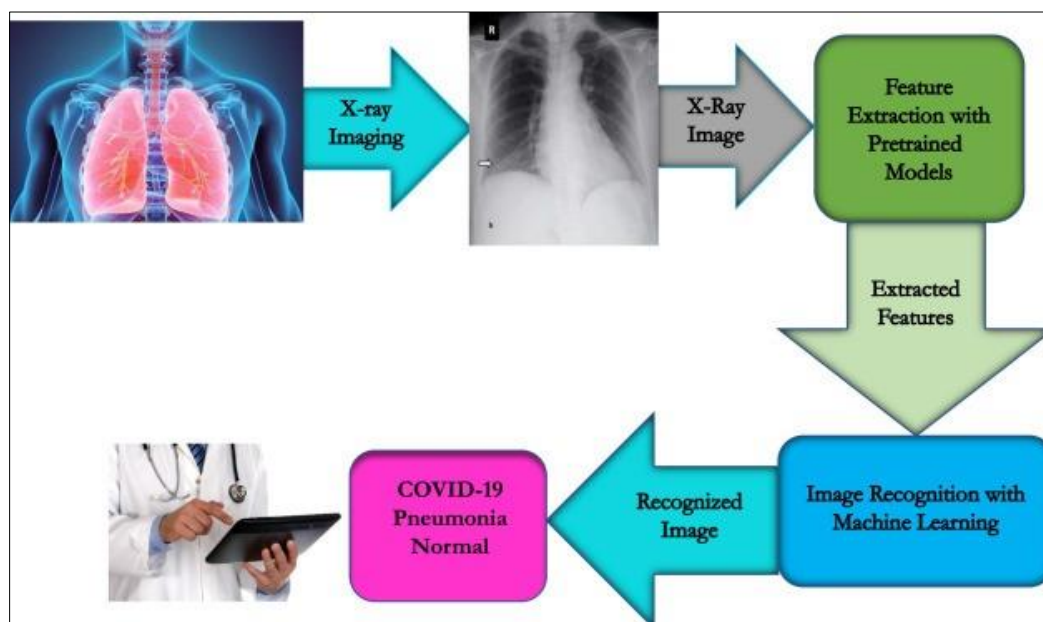 X-ray
Imaging
R
X-Ray
Image
Feature
Extraction with
Pretrained
Models
Extracted
Features
Image Recognition with
Machine Learning
Recognized
Image
COVID-19
Pneumonia
Normal